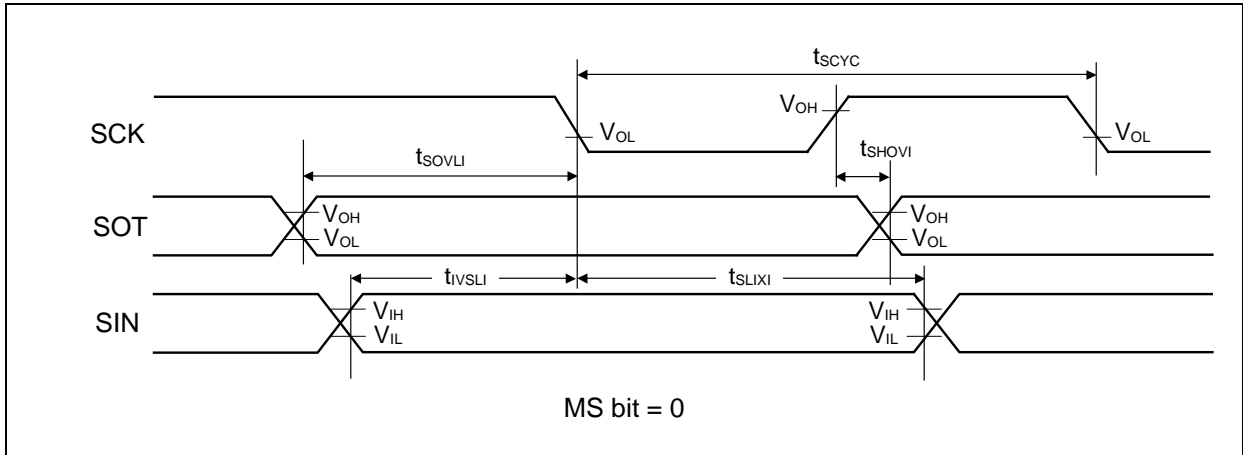 tSCYC
SCK
VOL
VOH
VOL
tSOVLI
tSHOVI
SOT
VOH
VOL
VOH
VOL
tIVSLI
tSLIXI
SIN
VIH
VIL
VIH
VIL
MS bit = 0